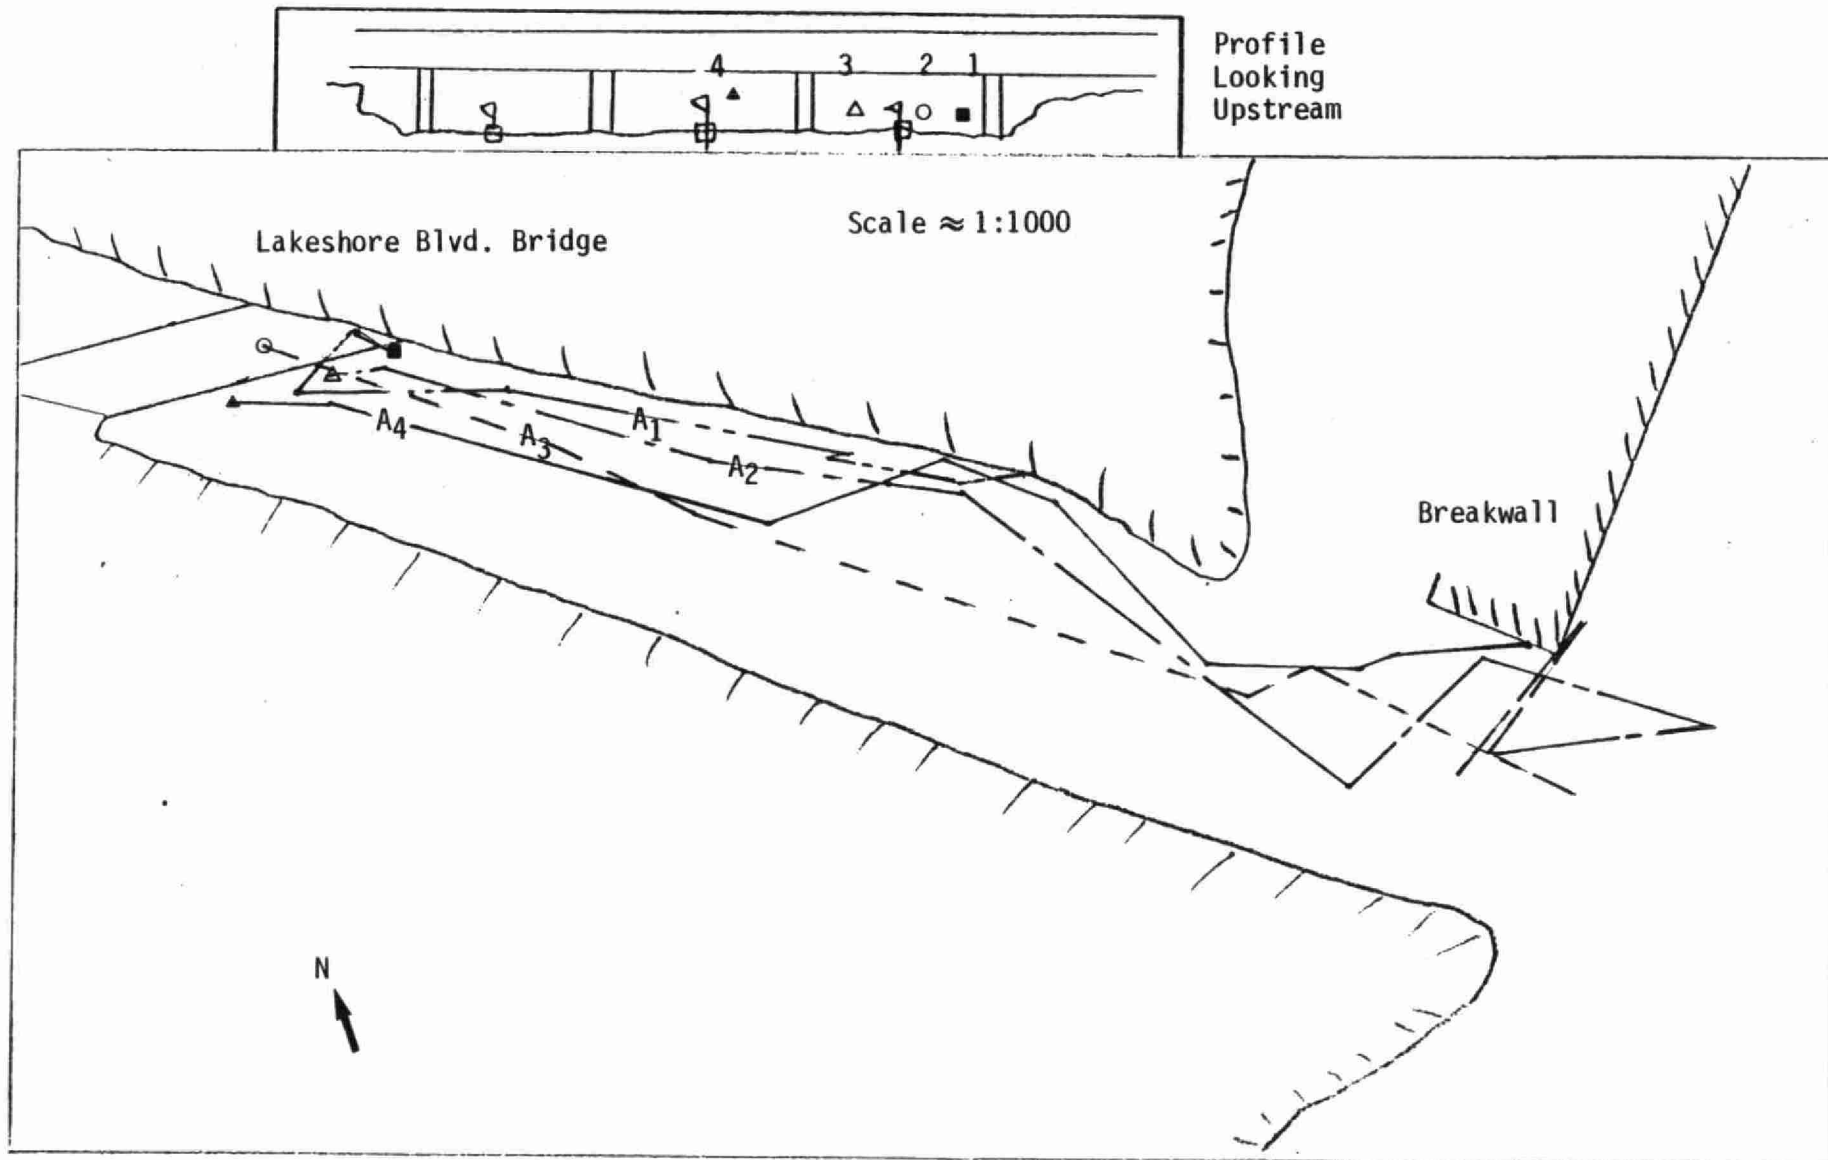 Profile
Looking
Upstream
4 3 2 1
Lakeshore Blvd. Bridge
Scale ≈ 1:1000
A4
A3
A1
A2
Breakwall
N